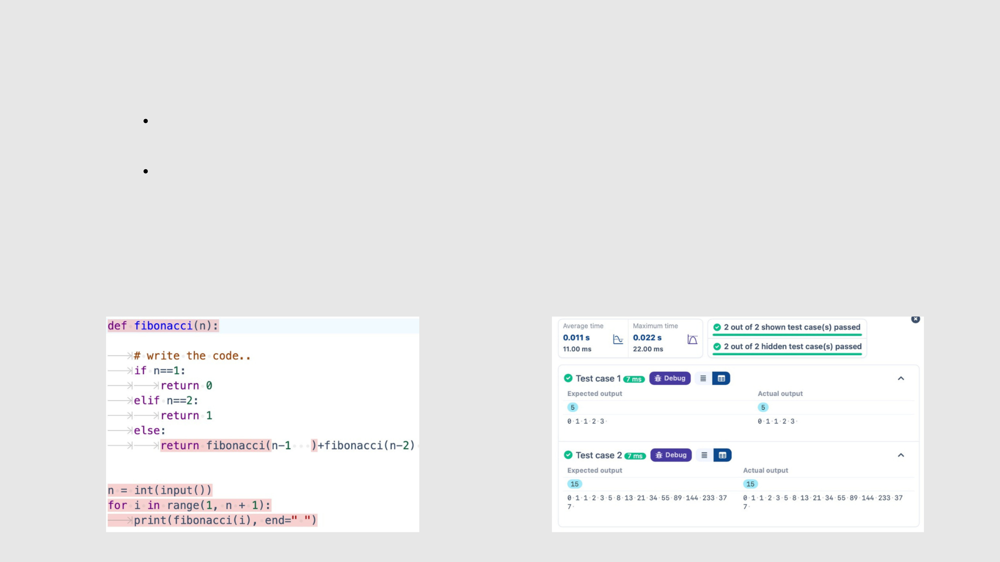 •
•
def fibonacci(n):
# write the code..
if n==1:
return 0
elif n==2:
return 1
else:
return fibonacci(n-1   )+fibonacci(n-2)
n = int(input())
for i in range(1, n + 1):
print(fibonacci(i), end=" ")
Average time
0.011 s
11.00 ms
Maximum time
0.022 s
22.00 ms
2 out of 2 shown test case(s) passed
2 out of 2 hidden test case(s) passed
Test case 1 7 ms Debug
Expected output Actual output
5 5
0·1·1·2·3· 0·1·1·2·3·
Test case 2 7 ms Debug
Expected output Actual output
15 15
0·1·1·2·3·5·8·13·21·34·55·89·144·233·37 0·1·1·2·3·5·8·13·21·34·55·89·144·233·37
7· 7·